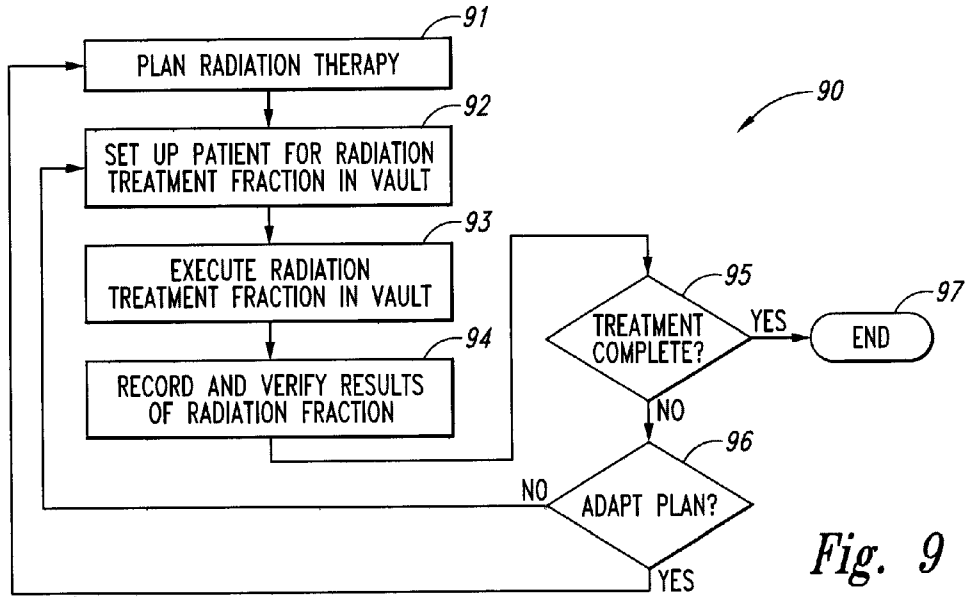 91
PLAN RADIATION THERAPY
92
SET UP PATIENT FOR RADIATION
TREATMENT FRACTION IN VAULT
93
EXECUTE RADIATION
TREATMENT FRACTION IN VAULT
94
RECORD AND VERIFY RESULTS
OF RADIATION FRACTION
90
95
TREATMENT
COMPLETE?
YES
97
END
NO
96
ADAPT PLAN?
NO
YES
Fig. 9